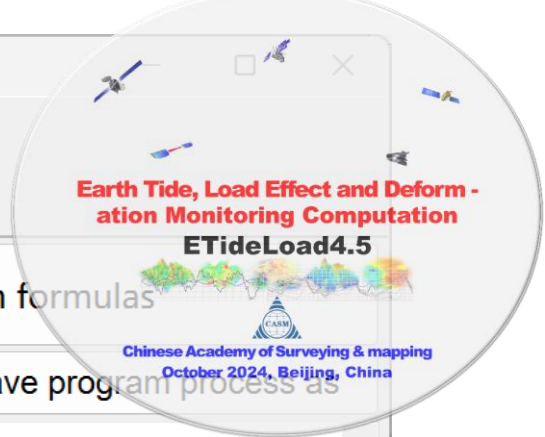 Earth Tide, Load Effect and Deform -
ation Monitoring Computation
ETideLoad4.5
formulas
CASM
Chinese Academy of Surveying & mapping
ave program process as
October 2024, Beijing, China